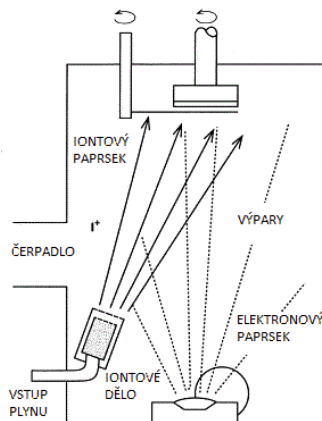 IONTOVÝ
PAPRSEK
I⁺
VÝPARY
ČERPADLO
ELEKTRONOVÝ
PAPRSEK
IONTOVÉ
DĚLO
VSTUP
PLYNU